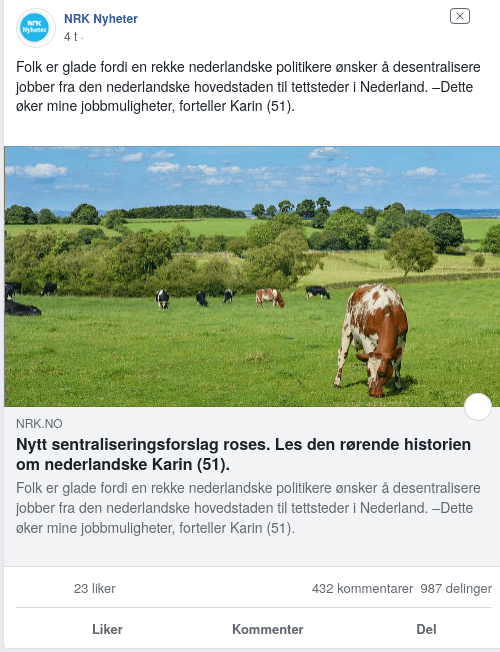 NRK
Nyheter
NRK Nyheter
4 t ·
Folk er glade fordi en rekke nederlandske politikere ønsker å desentralisere
jobber fra den nederlandske hovedstaden til tettsteder i Nederland. –Dette
øker mine jobbmuligheter, forteller Karin (51).
NRK.NO
Nytt sentraliseringsforslag roses. Les den rørende historien
om nederlandske Karin (51).
Folk er glade fordi en rekke nederlandske politikere ønsker å desentralisere
jobber fra den nederlandske hovedstaden til tettsteder i Nederland. –Dette
øker mine jobbmuligheter, forteller Karin (51).
23 liker 432 kommentarer 987 delinger
Liker Kommenter Del